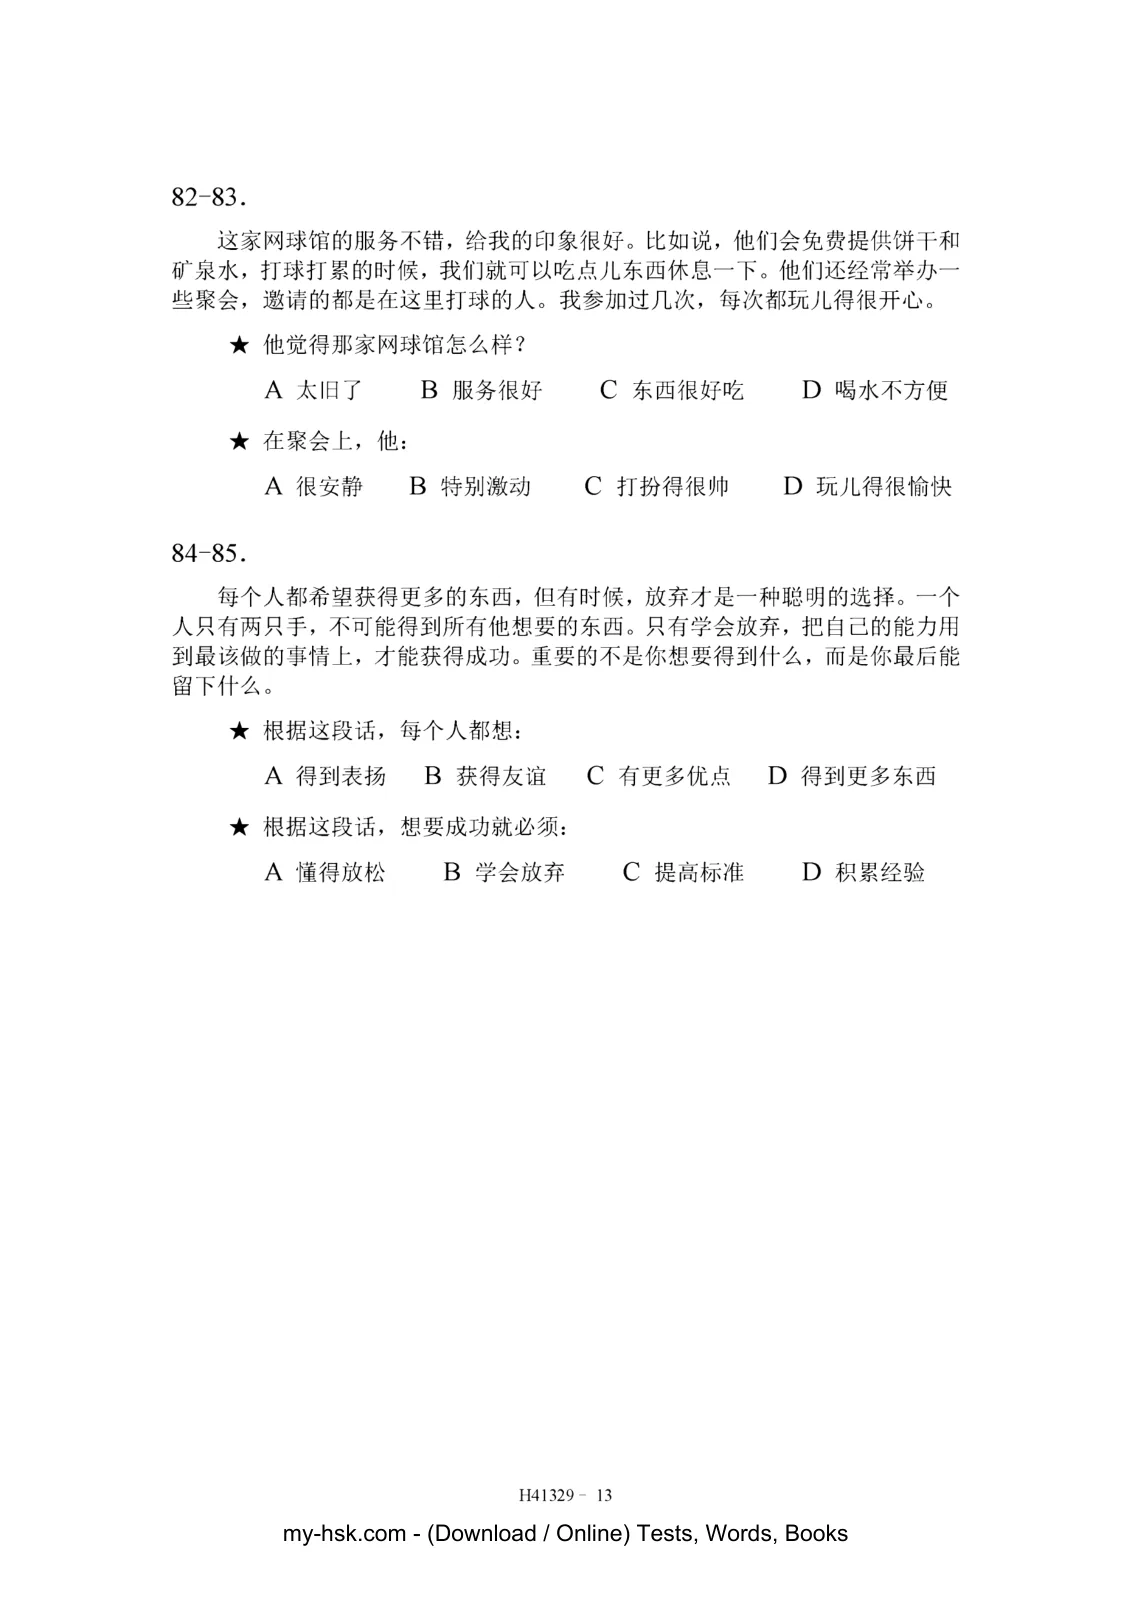 82-83．
这家网球馆的服务不错，给我的印象很好。比如说，他们会免费提供饼干和
矿泉水，打球打累的时候，我们就可以吃点儿东西休息一下。他们还经常举办一
些聚会，邀请的都是在这里打球的人。我参加过几次，每次都玩儿得很开心。
★ 他觉得那家网球馆怎么样？
A 太旧了 B 服务很好 C 东西很好吃 D 喝水不方便
★ 在聚会上，他：
A 很安静 B 特别激动 C 打扮得很帅 D 玩儿得很愉快
84-85．
每个人都希望获得更多的东西，但有时候，放弃才是一种聪明的选择。一个
人只有两只手，不可能得到所有他想要的东西。只有学会放弃，把自己的能力用
到最该做的事情上，才能获得成功。重要的不是你想要得到什么，而是你最后能
留下什么。
★ 根据这段话，每个人都想：
A 得到表扬 B 获得友谊 C 有更多优点 D 得到更多东西
★ 根据这段话，想要成功就必须：
A 懂得放松 B 学会放弃 C 提高标准 D 积累经验
H41329－ 13
my-hsk.com - (Download / Online) Tests, Words, Books